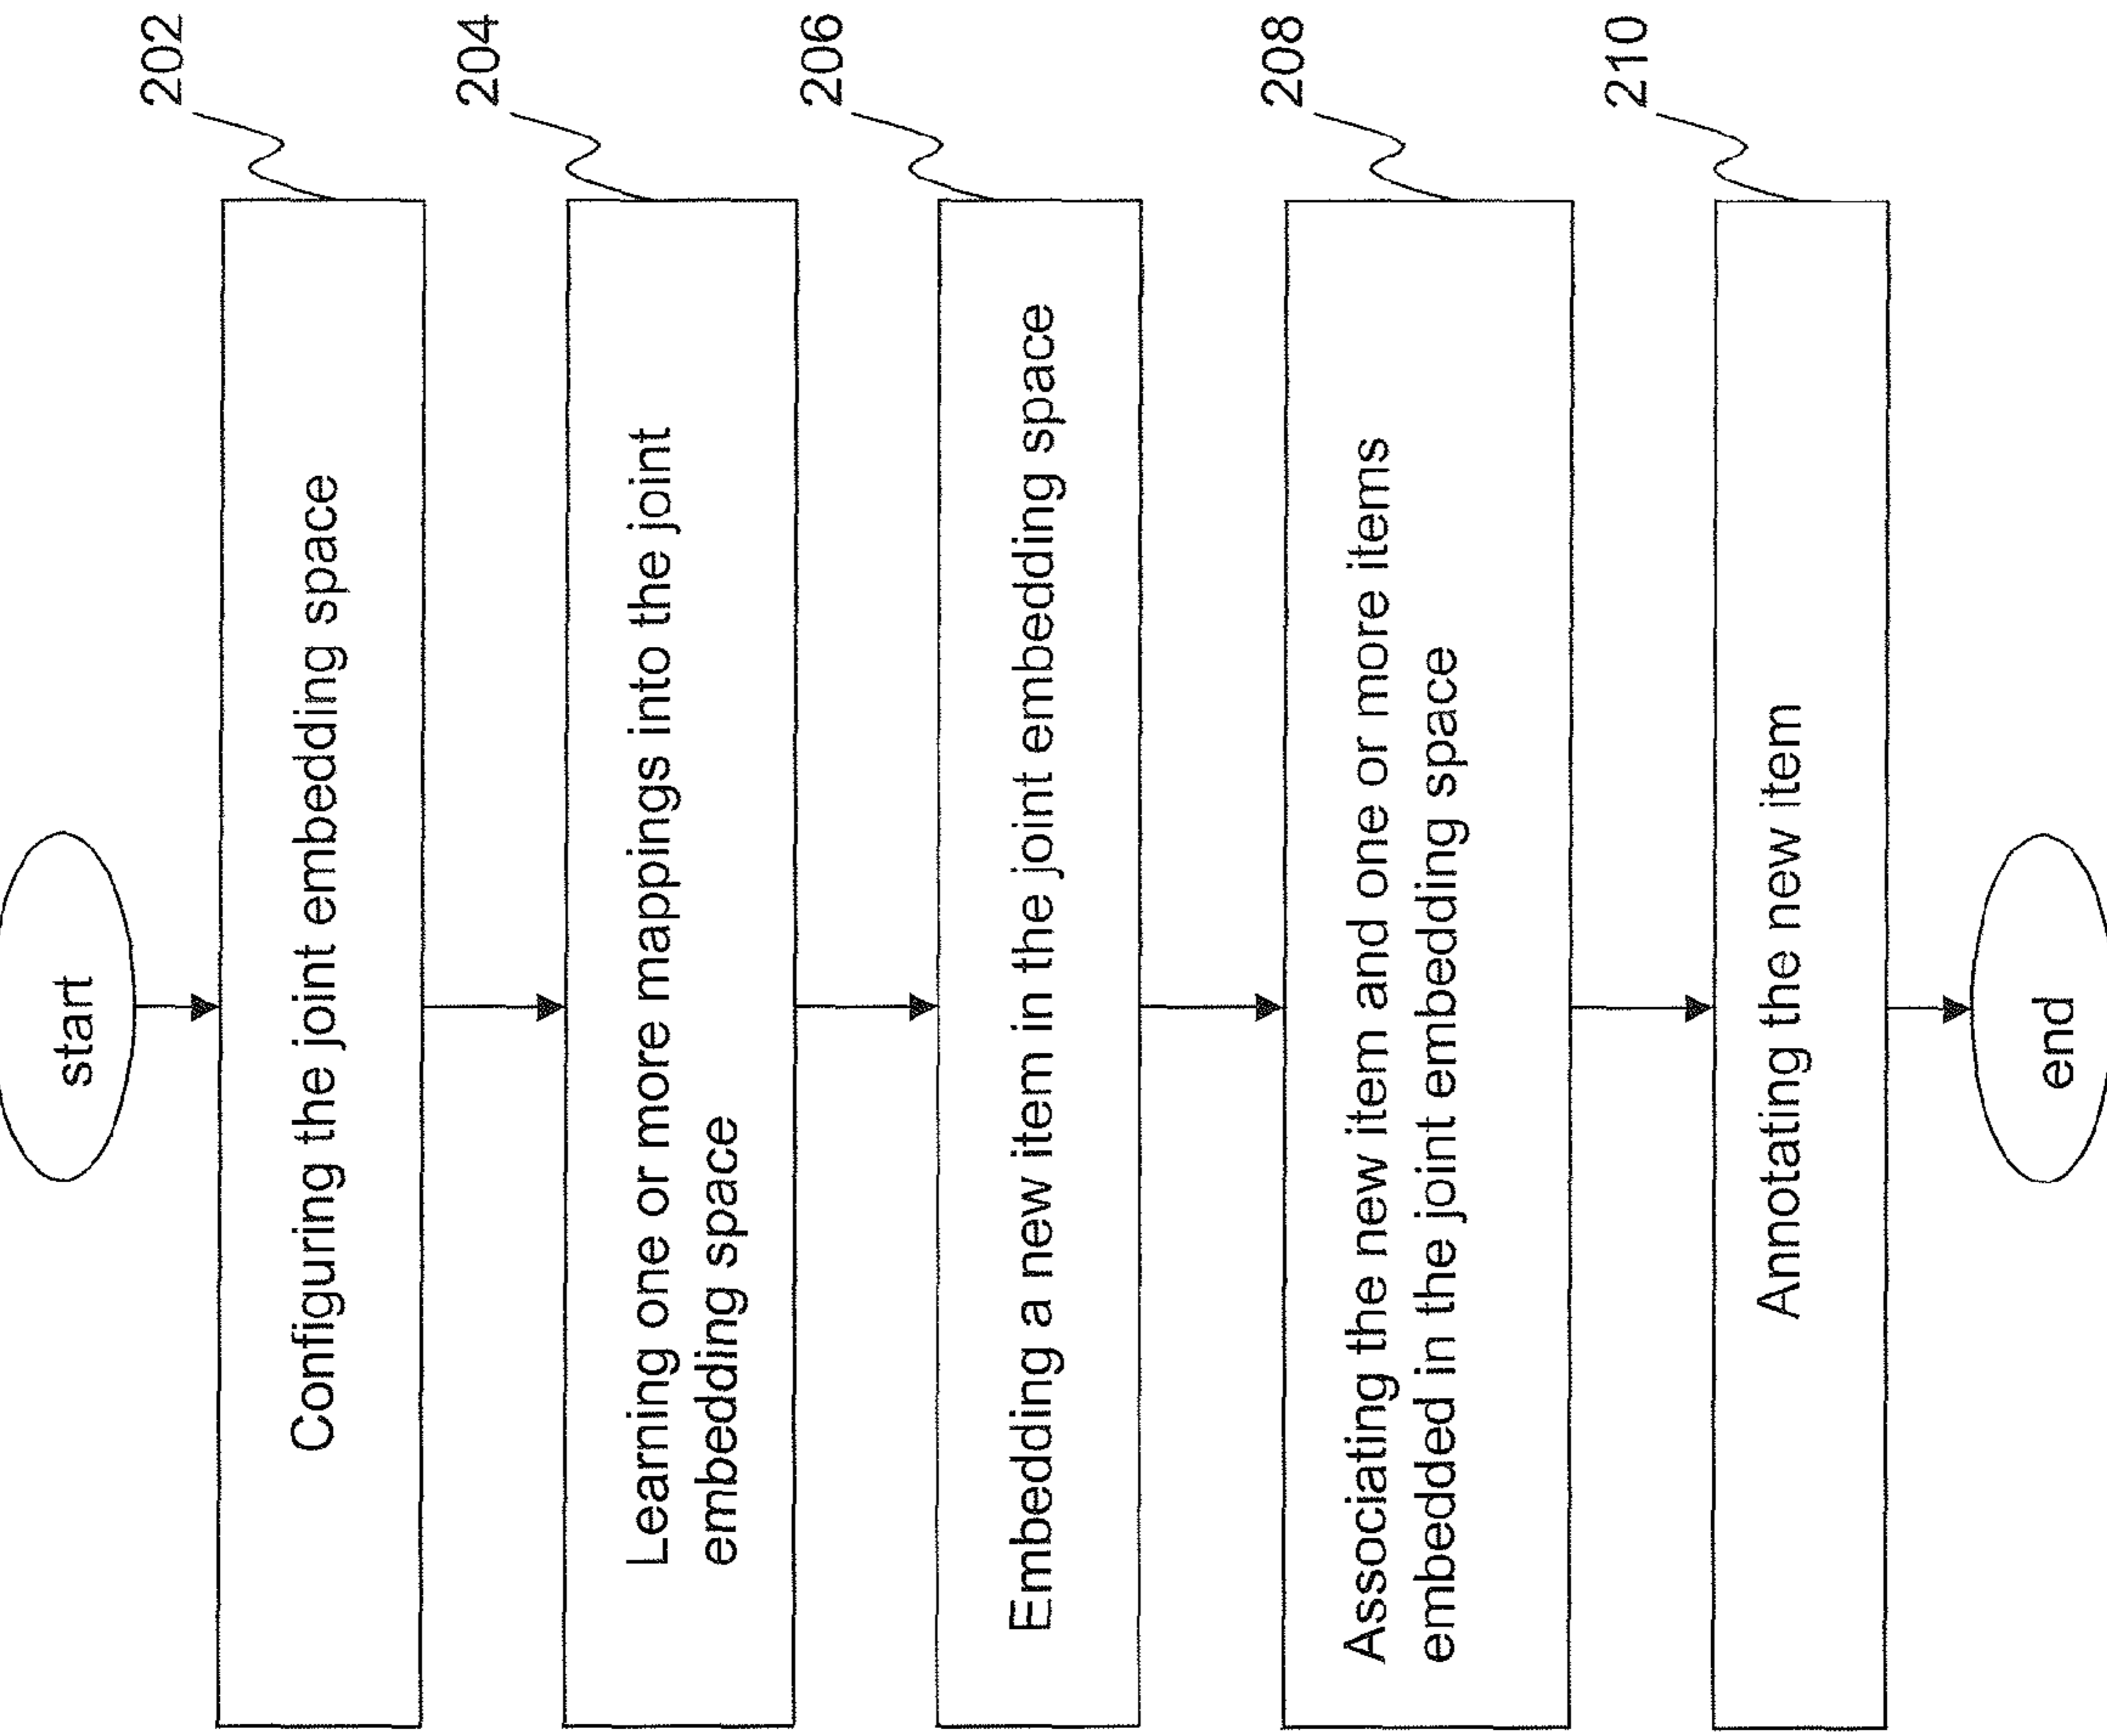 start
202
Configuring the joint embedding space
204
Learning one or more mappings into the joint
embedding space
206
Embedding a new item in the joint embedding space
208
Associating the new item and one or more items
embedded in the joint embedding space
210
Annotating the new item
end